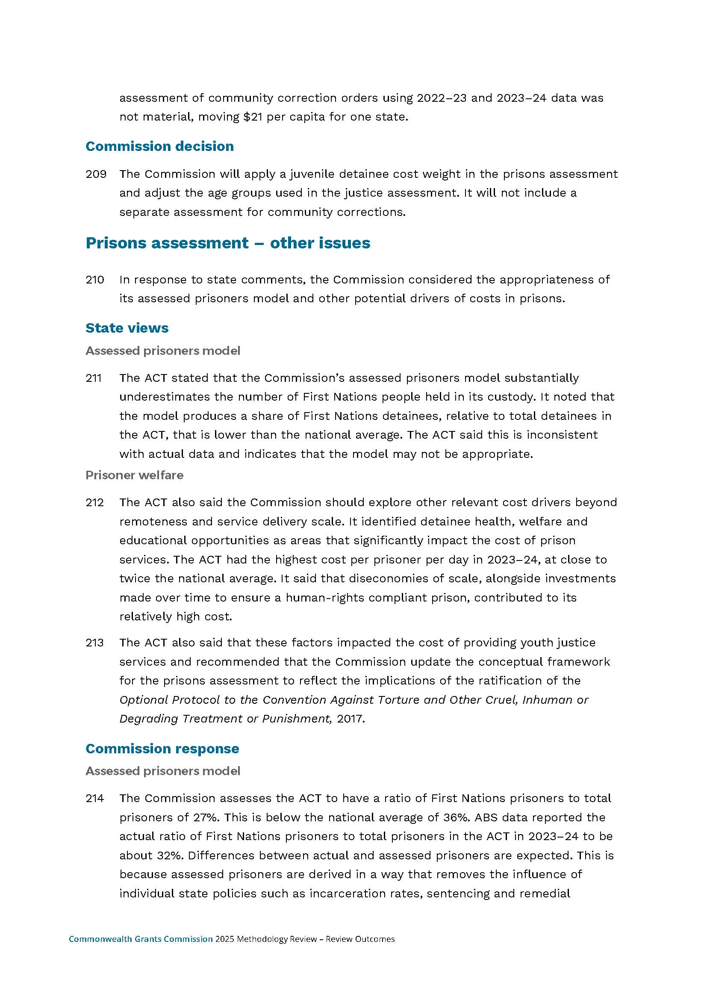 assessment of community correction orders using 2022–23 and 2023–24 data was
not material, moving $21 per capita for one state.
Commission decision
209 The Commission will apply a juvenile detainee cost weight in the prisons assessment
and adjust the age groups used in the justice assessment. It will not include a
separate assessment for community corrections.
Prisons assessment – other issues
210 In response to state comments, the Commission considered the appropriateness of
its assessed prisoners model and other potential drivers of costs in prisons.
State views
Assessed prisoners model
211 The ACT stated that the Commission’s assessed prisoners model substantially
underestimates the number of First Nations people held in its custody. It noted that
the model produces a share of First Nations detainees, relative to total detainees in
the ACT, that is lower than the national average. The ACT said this is inconsistent
with actual data and indicates that the model may not be appropriate.
Prisoner welfare
212 The ACT also said the Commission should explore other relevant cost drivers beyond
remoteness and service delivery scale. It identified detainee health, welfare and
educational opportunities as areas that significantly impact the cost of prison
services. The ACT had the highest cost per prisoner per day in 2023–24, at close to
twice the national average. It said that diseconomies of scale, alongside investments
made over time to ensure a human-rights compliant prison, contributed to its
relatively high cost.
213 The ACT also said that these factors impacted the cost of providing youth justice
services and recommended that the Commission update the conceptual framework
for the prisons assessment to reflect the implications of the ratification of the
Optional Protocol to the Convention Against Torture and Other Cruel, Inhuman or
Degrading Treatment or Punishment, 2017.
Commission response
Assessed prisoners model
214 The Commission assesses the ACT to have a ratio of First Nations prisoners to total
prisoners of 27%. This is below the national average of 36%. ABS data reported the
actual ratio of First Nations prisoners to total prisoners in the ACT in 2023–24 to be
about 32%. Differences between actual and assessed prisoners are expected. This is
because assessed prisoners are derived in a way that removes the influence of
individual state policies such as incarceration rates, sentencing and remedial
Commonwealth Grants Commission 2025 Methodology Review – Review Outcomes